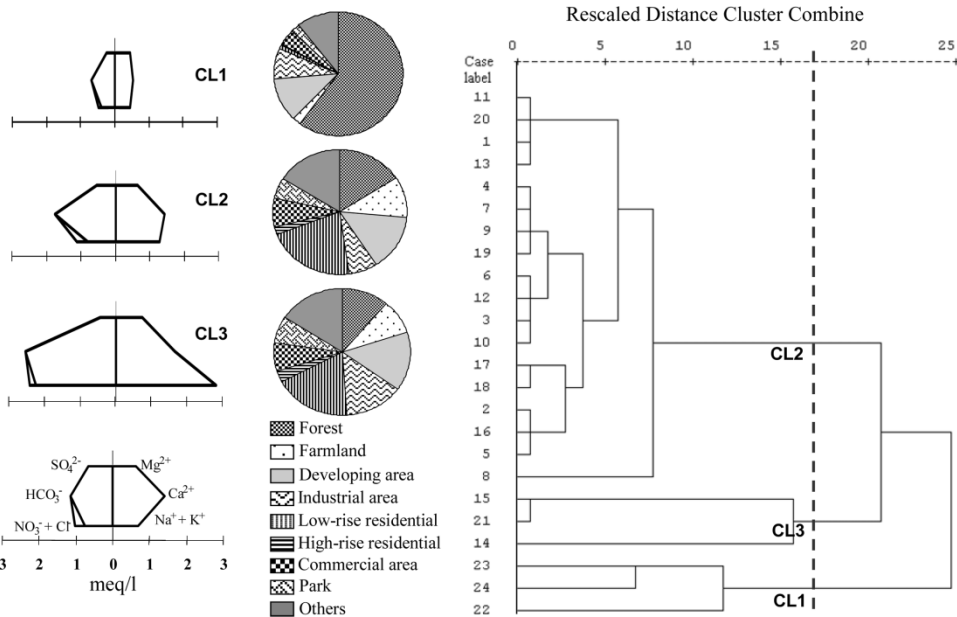 CL1
CL2
CL3
SO₄²⁻
Mg²⁺
HCO₃⁻
Ca²⁺
NO₃⁻ + Cl⁻
Na⁺ + K⁺
3 2 1 0 1 2 3
meq/l
Forest
Farmland
Developing area
Industrial area
Low-rise residential
High-rise residential
Commercial area
Park
Others
Rescaled Distance Cluster Combine
0 5 10 15 20 25
Case
label
11
20
1
13
4
7
9
19
6
12
3
10
17
18
2
16
5
8
15
21
14
23
24
22
CL2
CL3
CL1